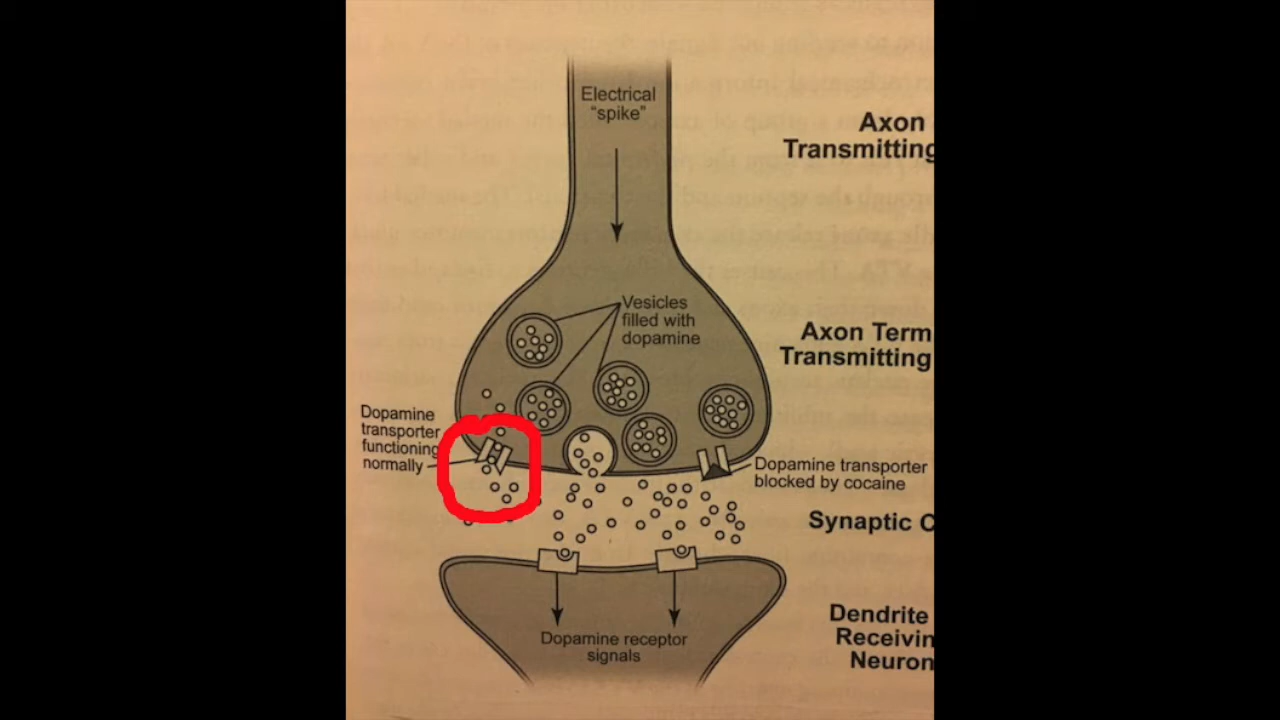 Electrical
"spike"
Axon
Transmitting
Vesicles
filled with
dopamine
Axon Term
Transmitting
Dopamine
transporter
functioning
normally
Dopamine transporter
blocked by cocaine
Synaptic C
Dendrite
Receivin
Neuron
Dopamine receptor
signals